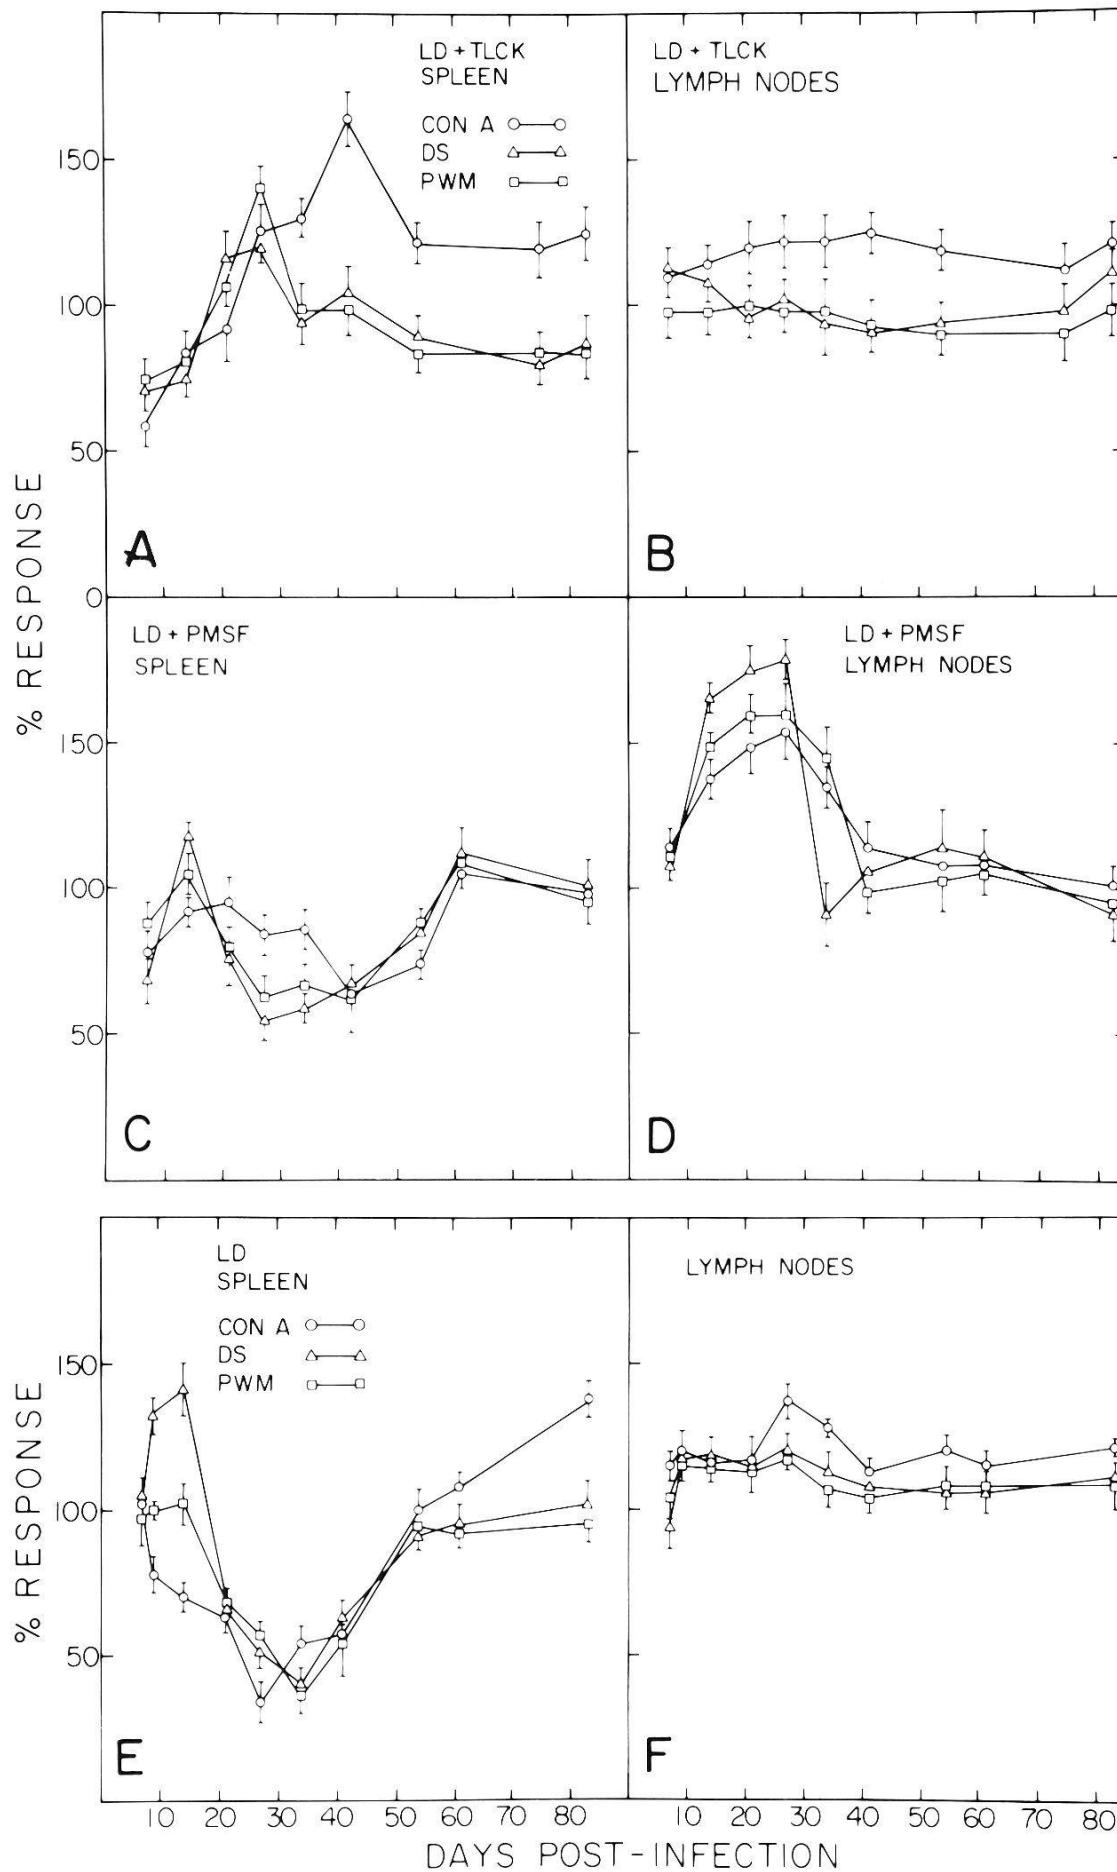 LD + TLCK
SPLEEN
CON A
DS
PWM
LD + TLCK
LYMPH NODES
150
100
50
0
A
B
% RESPONSE
LD + PMSF
SPLEEN
LD + PMSF
LYMPH NODES
150
100
50
C
D
LD
SPLEEN
CON A
DS
PWM
LYMPH NODES
150
100
50
% RESPONSE
E
F
10 20 30 40 50 60 70 80 10 20 30 40 50 60 70 80
DAYS POST-INFECTION